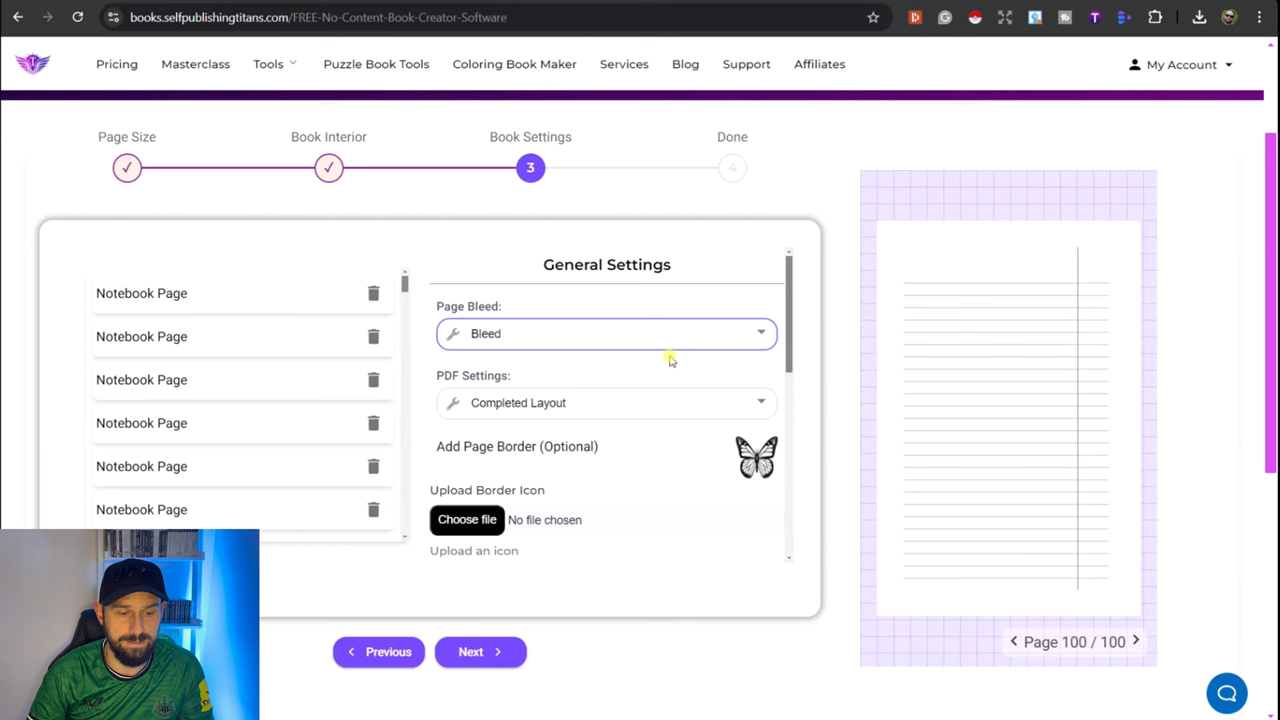 books.selfpublishingtitans.com/FREE-No-Content-Book-Creator-Software
Pricing Masterclass Tools Puzzle Book Tools Coloring Book Maker Services Blog Support Affiliates My Account
Page Size Book Interior Book Settings Done
3 4
General Settings
Page Bleed:
Bleed
PDF Settings:
Completed Layout
Add Page Border (Optional)
Upload Border Icon
Choose file No file chosen
Upload an icon
Notebook Page
Notebook Page
Notebook Page
Notebook Page
Notebook Page
Notebook Page
Previous Next
Page 100 / 100